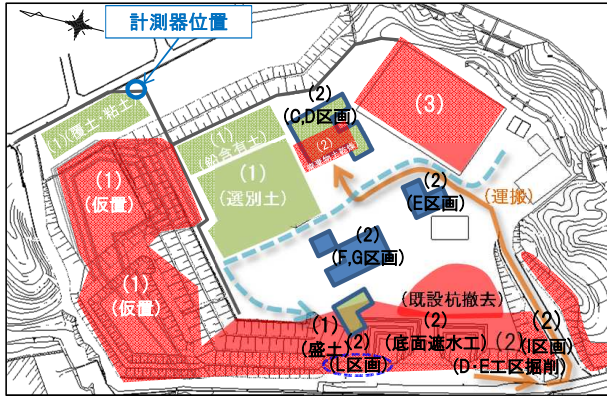 計測器位置
(1)(覆土・粘土)
(1)
(鉛含有土)
(2)
(C,D区画)
(2)
(3)
(1)
(仮置)
(1)
(選別土)
(2)
(E区画)
(運搬)
(2)
(F,G区画)
(1)
(仮置)
(既設杭撤去)
(1)
(盛土)
(2)
(L区画)
(2)
(底面遮水工)
(2)
(2)
(I区画)
(D・E工区掘削)